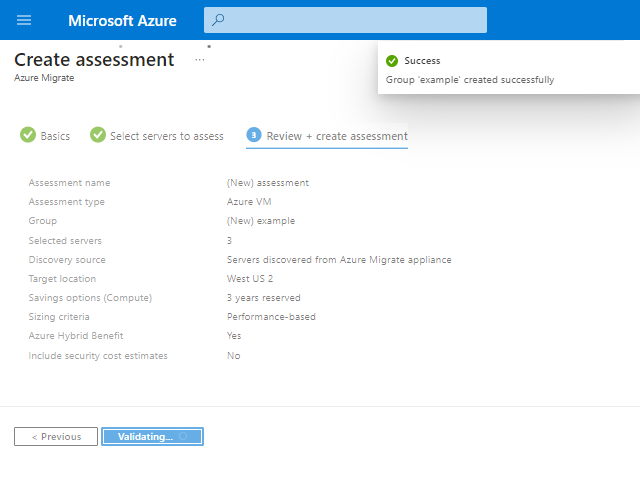 Microsoft Azure
Create assessment ...
Azure Migrate
Success
Group 'example' created successfully
Basics
Select servers to assess
3 Review + create assessment
Assessment name (New) assessment
Assessment type Azure VM
Group (New) example
Selected servers 3
Discovery source Servers discovered from Azure Migrate appliance
Target location West US 2
Savings options (Compute) 3 years reserved
Sizing criteria Performance-based
Azure Hybrid Benefit Yes
Include security cost estimates No
< Previous
Validating...